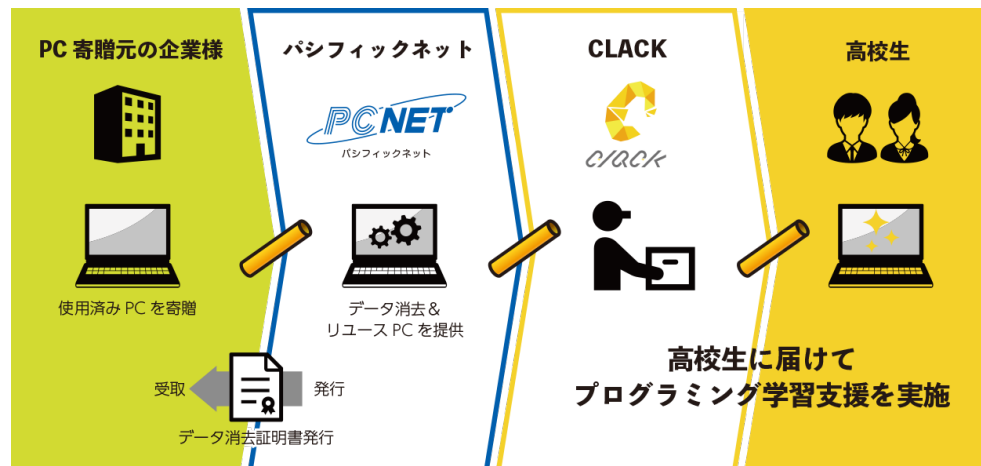 PC 寄贈元の企業様
パシフィックネット
CLACK
高校生
PC NET
パシフィックネット
clack
使用済み PC を寄贈
データ消去＆
リユース PC を提供
高校生に届けて
プログラミング学習支援を実施
受取
発行
データ消去証明書発行